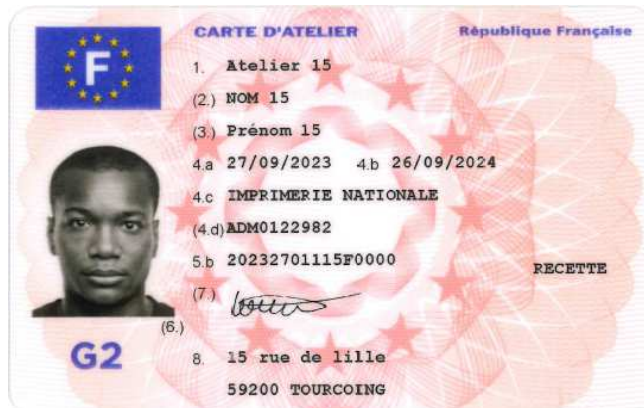 CARTE D'ATELIER République Française
F
1. Atelier 15
(2.) NOM 15
(3.) Prénom 15
4.a 27/09/2023 4.b 26/09/2024
4.c IMPRIMERIE NATIONALE
(4.d) ADM0122982
5.b 20232701115F0000
RECETTE
(7.)
(6.)
G2
8. 15 rue de lille
59200 TOURCOING